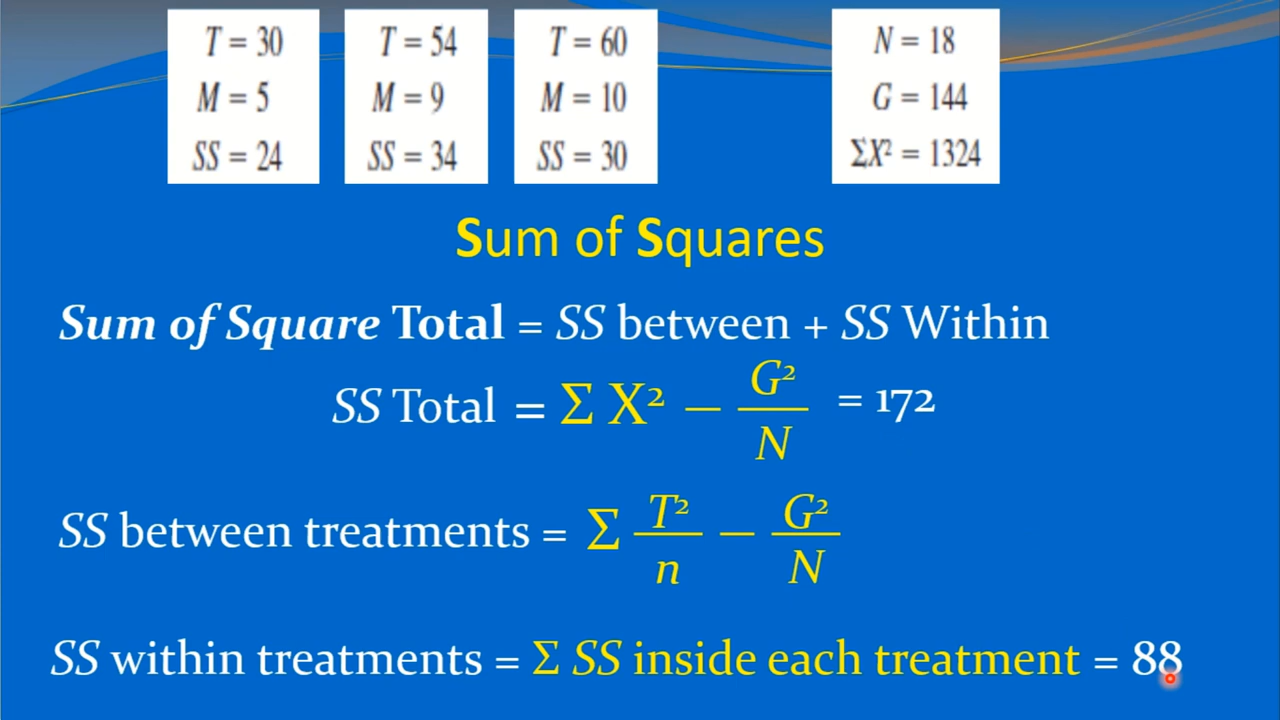 T = 30
M = 5
SS = 24
T = 54
M = 9
SS = 34
T = 60
M = 10
SS = 30
N = 18
G = 144
ΣX² = 1324
Sum of Squares
Sum of Square Total = SS between + SS Within
SS Total = Σ X² − G²/N = 172
SS between treatments = Σ T²/n − G²/N
SS within treatments = Σ SS inside each treatment = 88